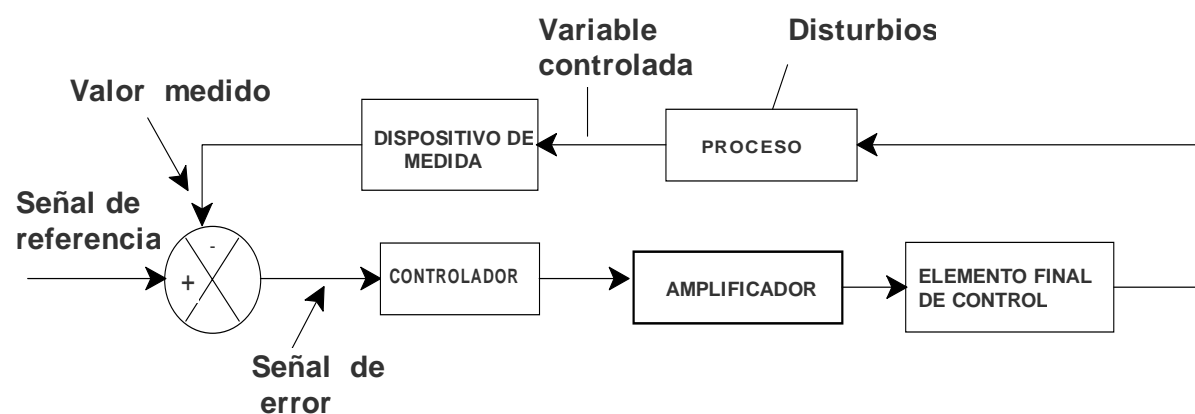 Variable
controlada
Disturbios
Valor medido
DISPOSITIVO DE
MEDIDA
PROCESO
Señal de
referencia
-
+
CONTROLADOR
AMPLIFICADOR
ELEMENTO FINAL
DE CONTROL
Señal de
error